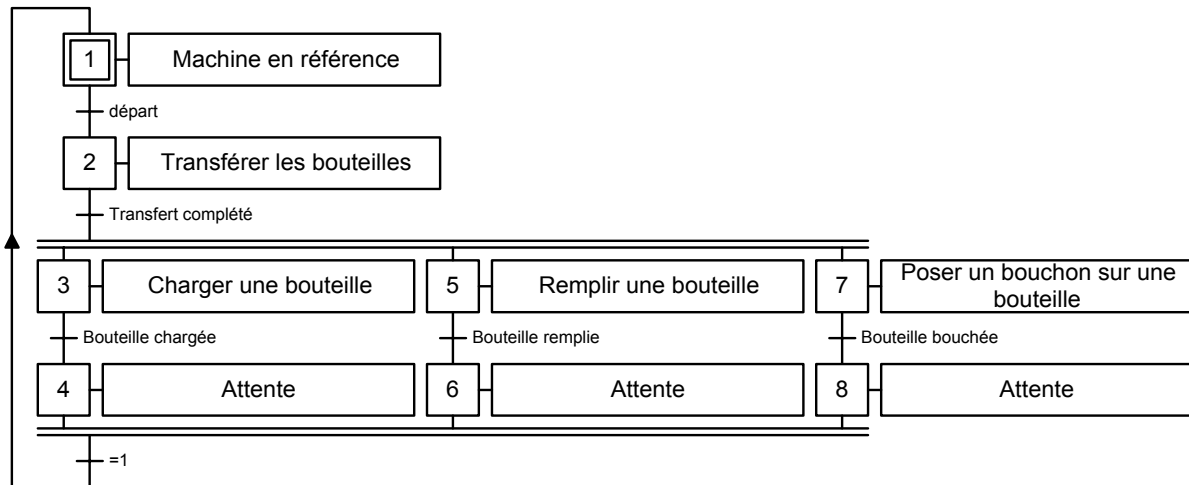 1
Machine en référence
départ
2
Transférer les bouteilles
Transfert complété
3
Charger une bouteille
5
Remplir une bouteille
7
Poser un bouchon sur une
bouteille
Bouteille chargée
Bouteille remplie
Bouteille bouchée
4
Attente
6
Attente
8
Attente
=1